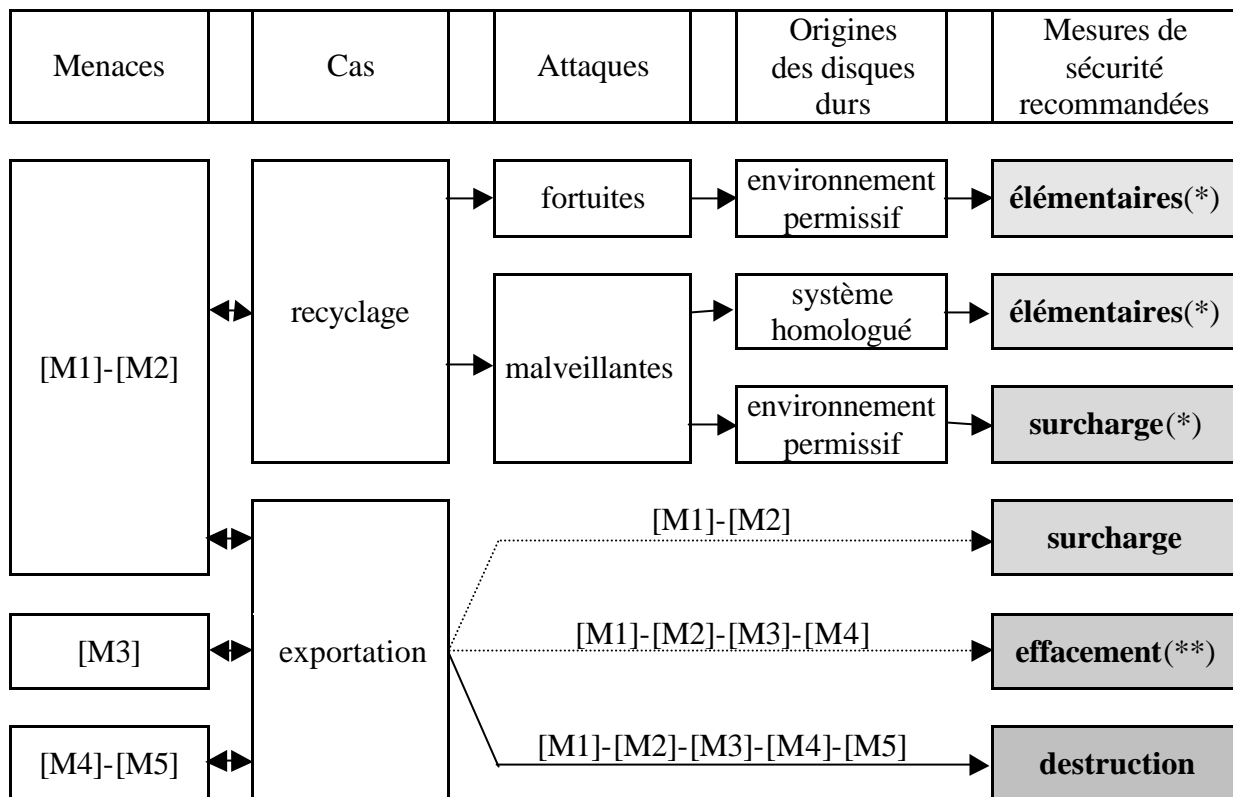 Menaces
Cas
Attaques
Origines
des disques
durs
Mesures de
sécurité
recommandées
[M1]-[M2]
recyclage
fortuites
environnement
permissif
élémentaires(*)
malveillantes
système
homologué
élémentaires(*)
environnement
permissif
surcharge(*)
exportation
[M1]-[M2]
surcharge
[M3]
[M1]-[M2]-[M3]-[M4]
effacement(**)
[M4]-[M5]
[M1]-[M2]-[M3]-[M4]-[M5]
destruction